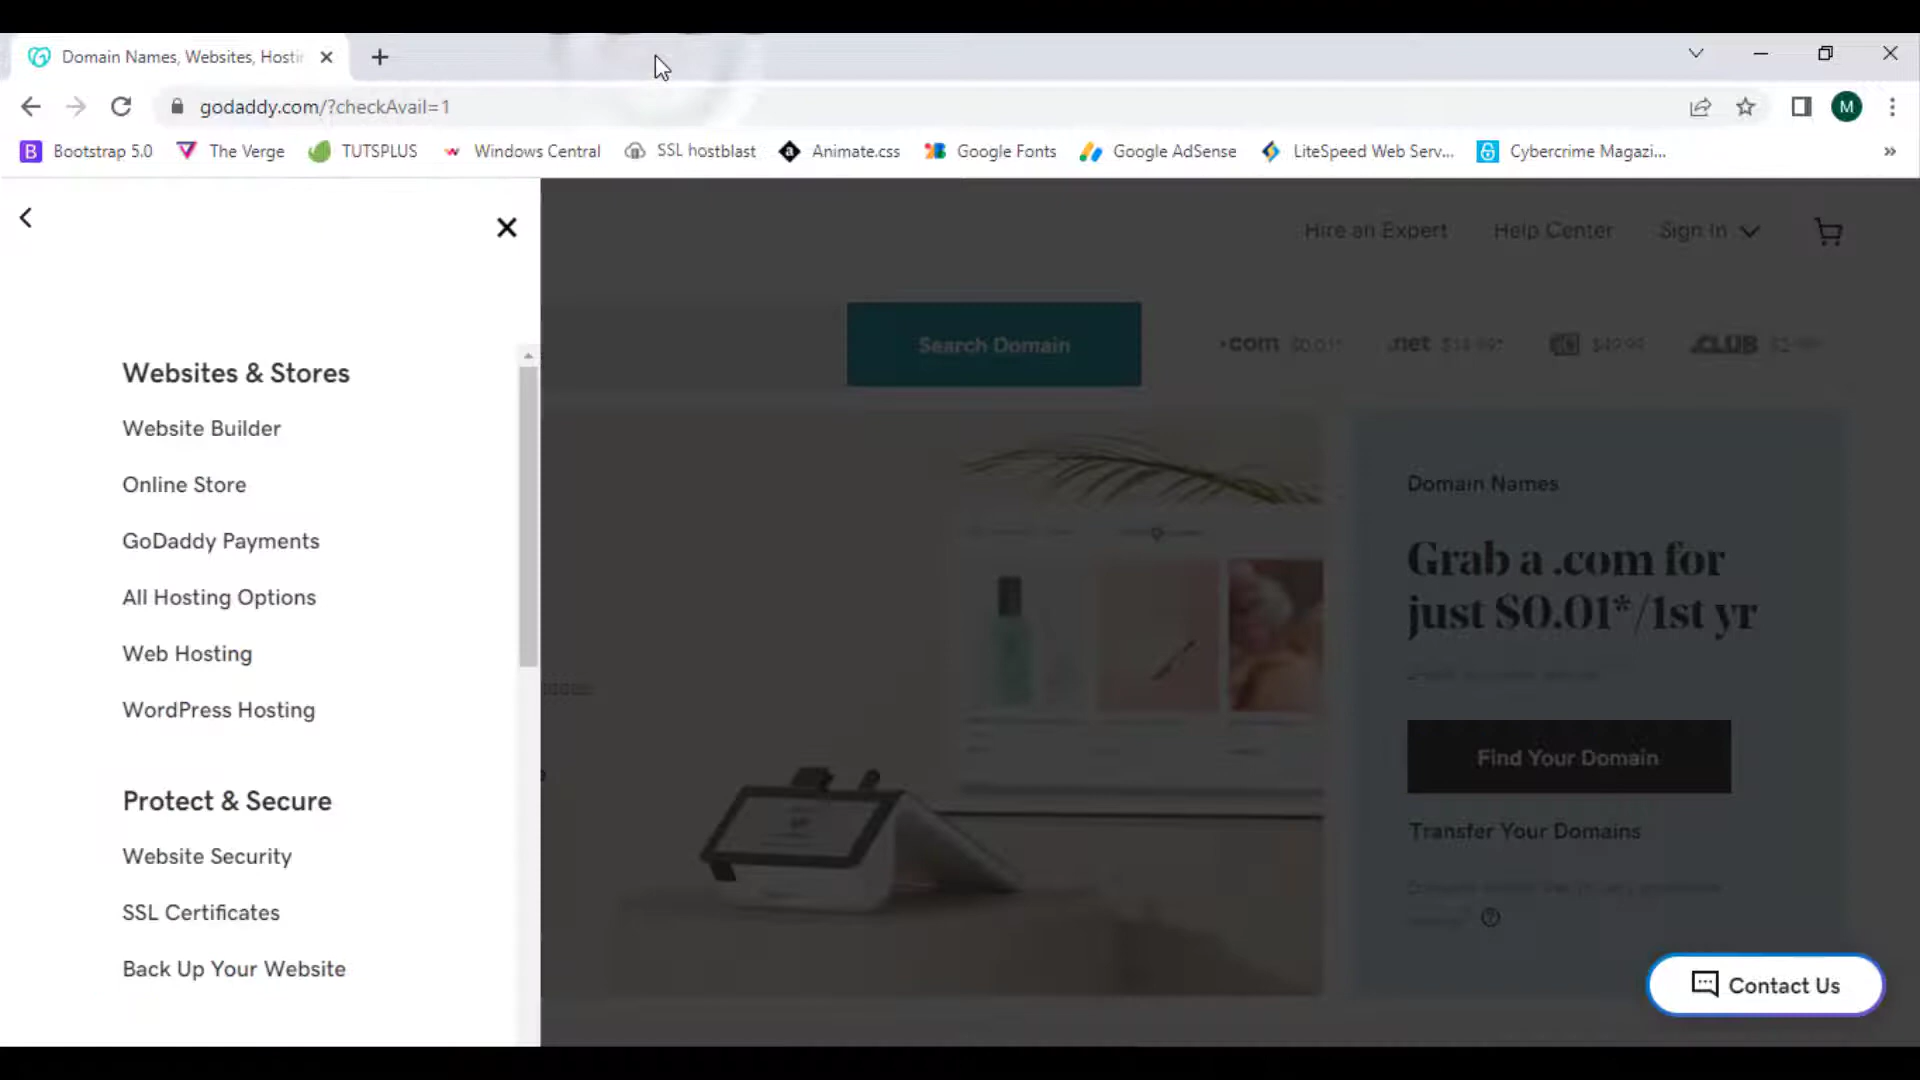 Domain Names, Websites, Hostin
godaddy.com/?checkAvail=1
M
B Bootstrap 5.0 The Verge TUTSPLUS Windows Central SSL hostblast Animate.css Google Fonts Google AdSense LiteSpeed Web Serv... Cybercrime Magazi... »
Hire an Expert Help Center Sign In
Search Domain
.com $0.01* .net
.CLUB
Websites & Stores
Website Builder
Online Store
GoDaddy Payments
All Hosting Options
Web Hosting
WordPress Hosting
Protect & Secure
Website Security
SSL Certificates
Back Up Your Website
Domain Names
Grab a .com for
just $0.01*/1st yr
Find Your Domain
Transfer Your Domains
Contact Us